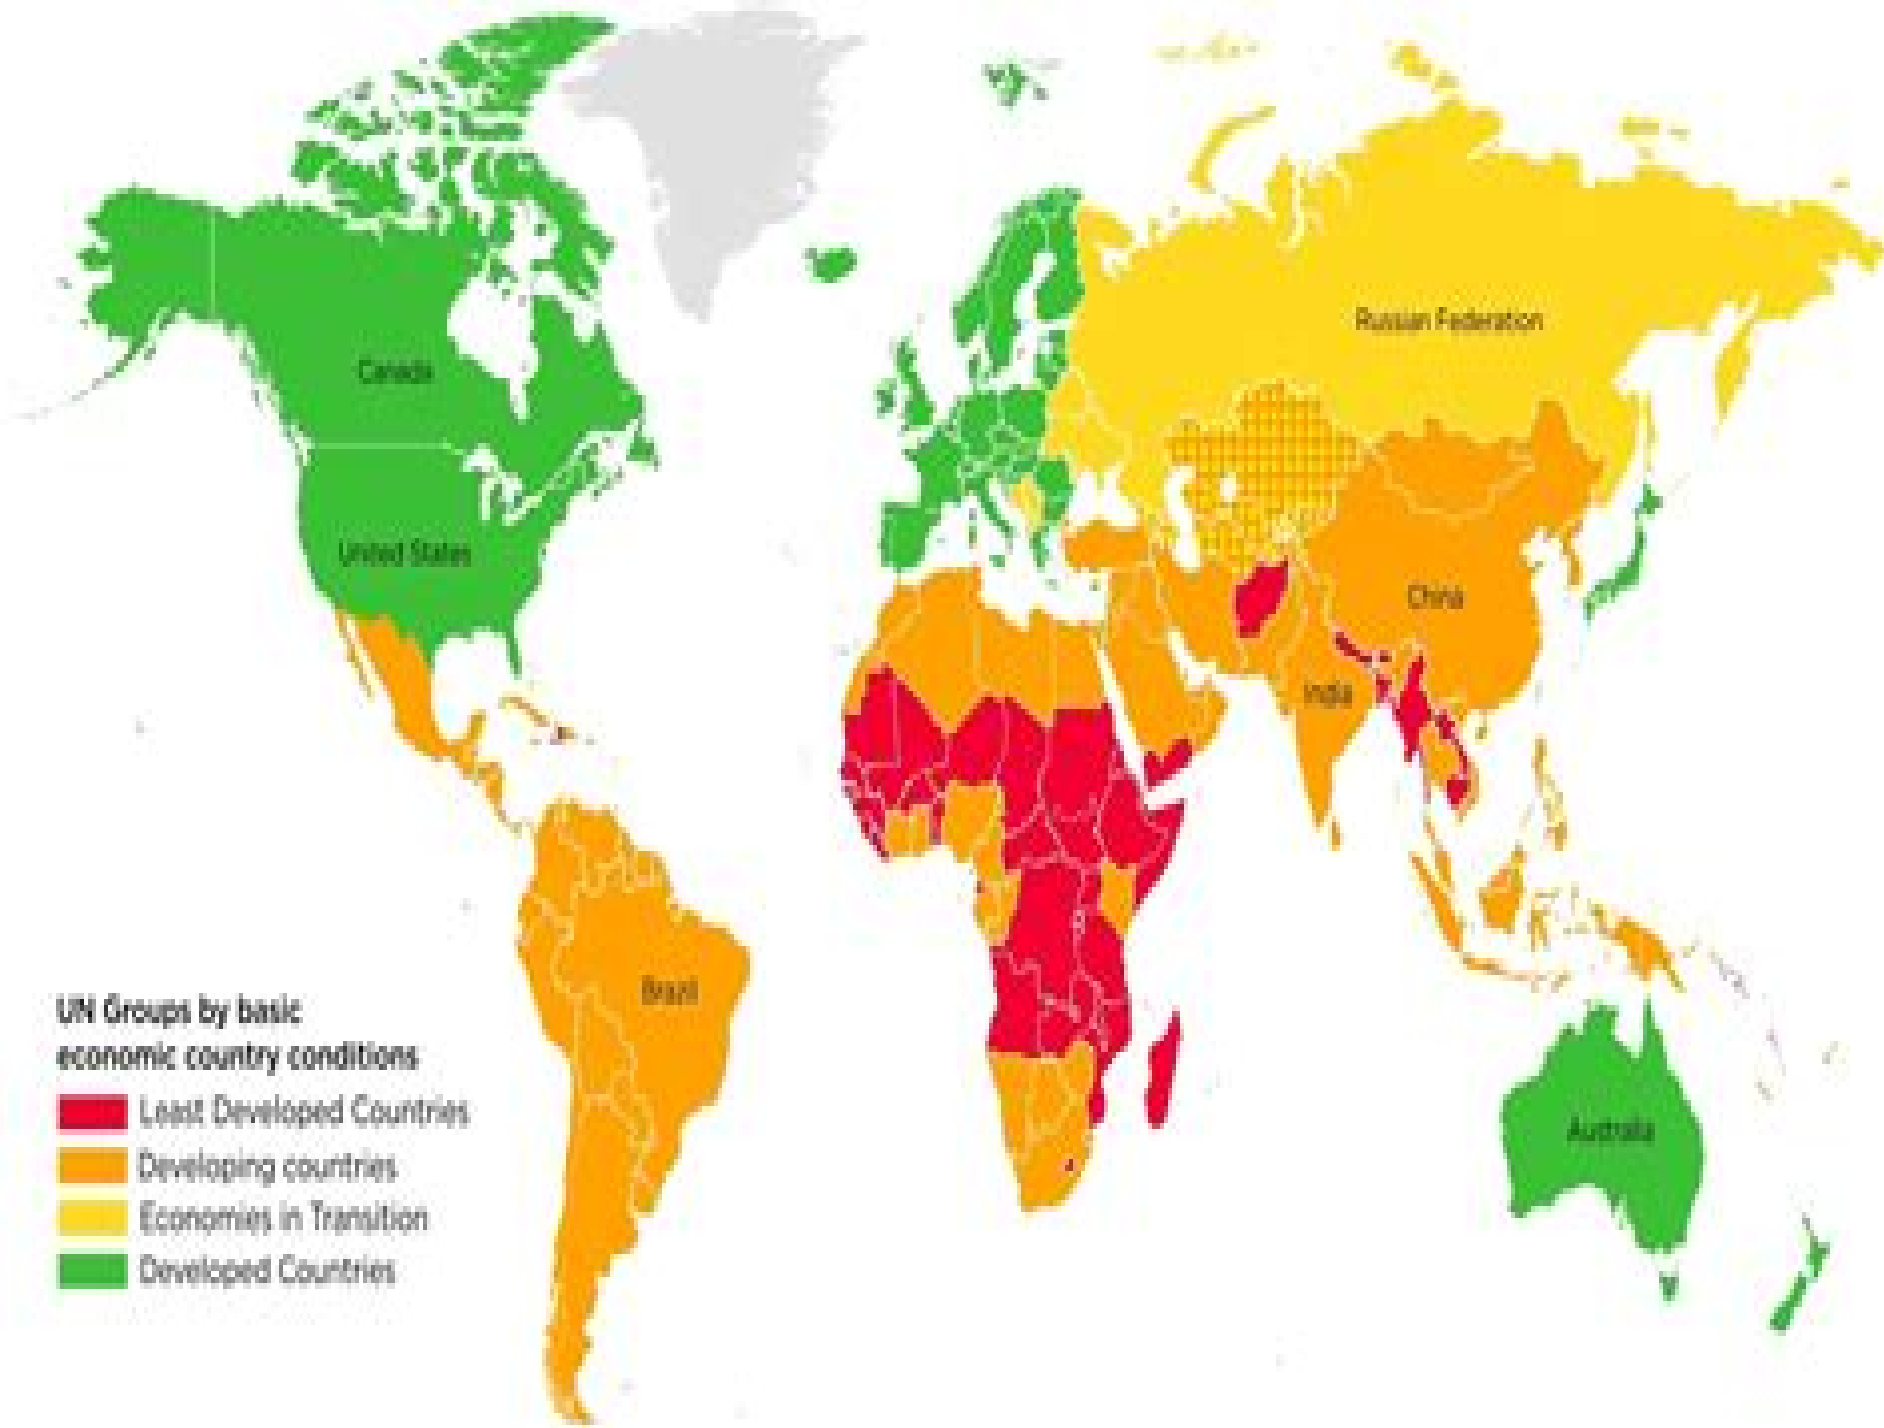 Russian Federation
Canada
United States
China
India
Brazil
Australia
UN Groups by basic
economic country conditions
Least Developed Countries
Developing countries
Economies in Transition
Developed Countries